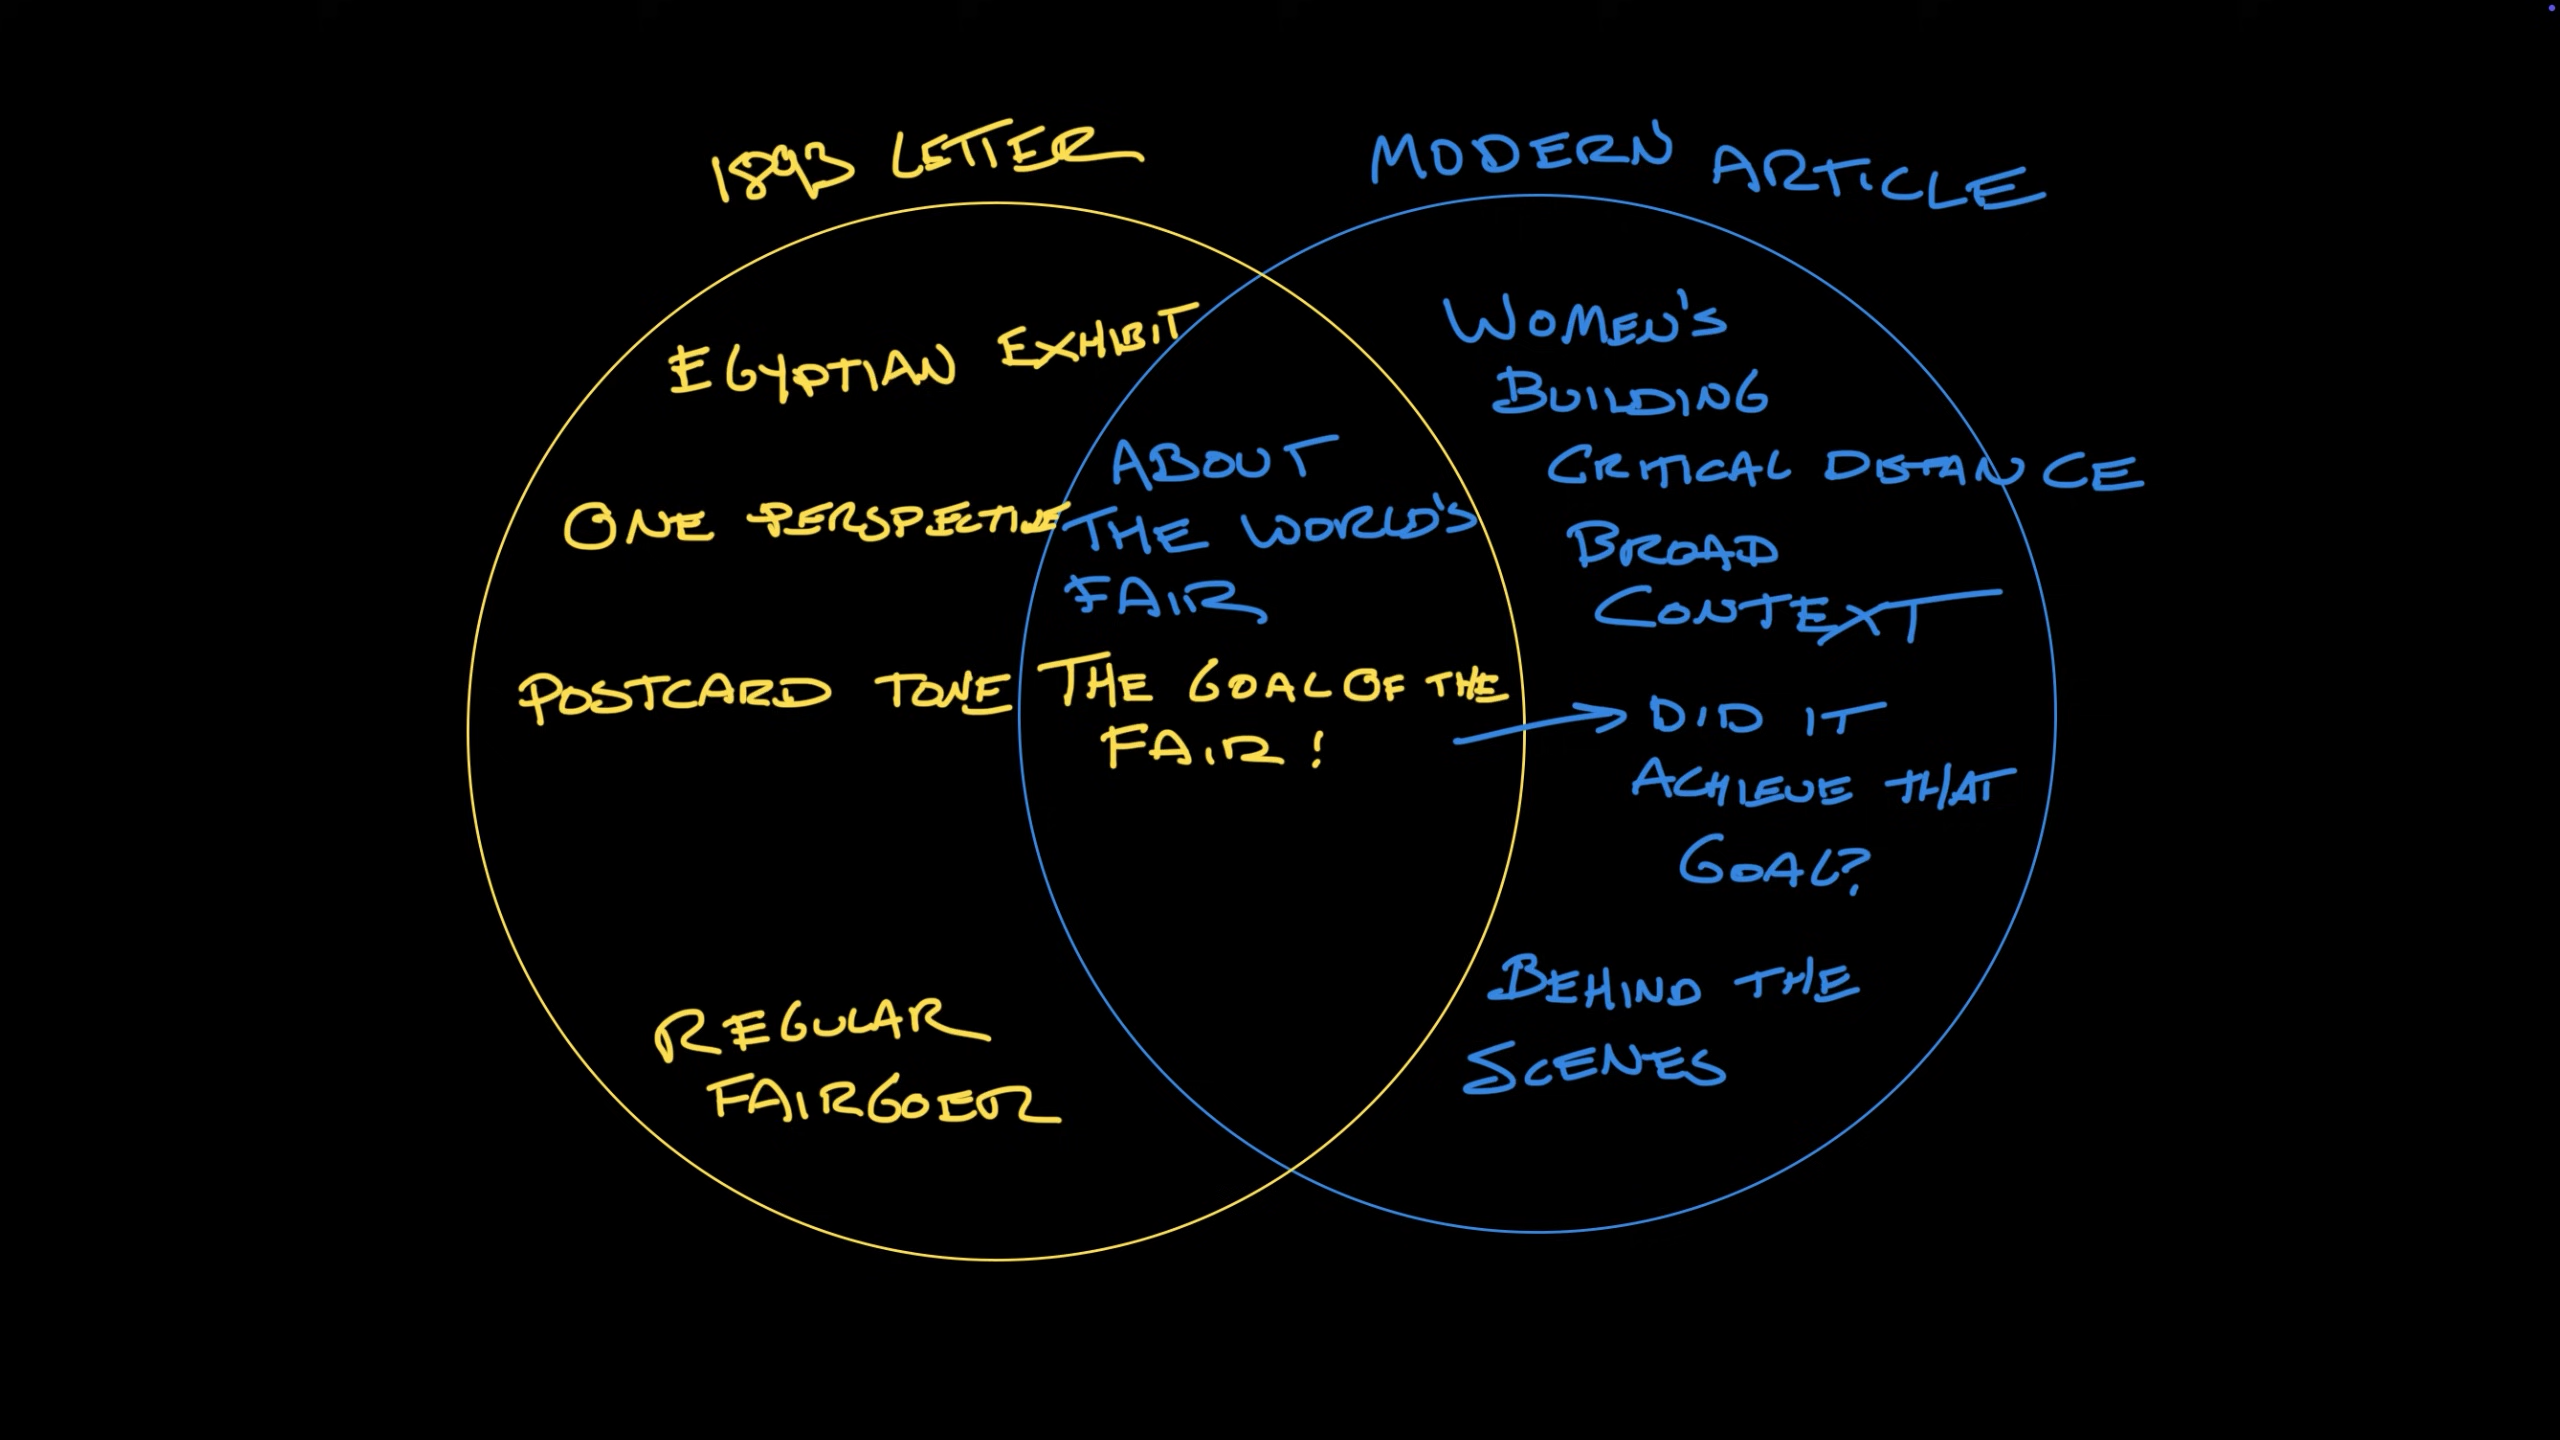 1893 LETTER
MODERN ARTICLE
EGYPTIAN EXHIBIT
ONE PERSPECTIVE
POSTCARD TONE
REGULAR
FAIRGOER
ABOUT
THE WORLD'S
FAIR
THE GOAL OF THE
FAIR!
WOMEN'S
BUILDING
CRITICAL DISTANCE
BROAD
CONTEXT
DID IT
ACHIEVE THAT
GOAL?
BEHIND THE
SCENES